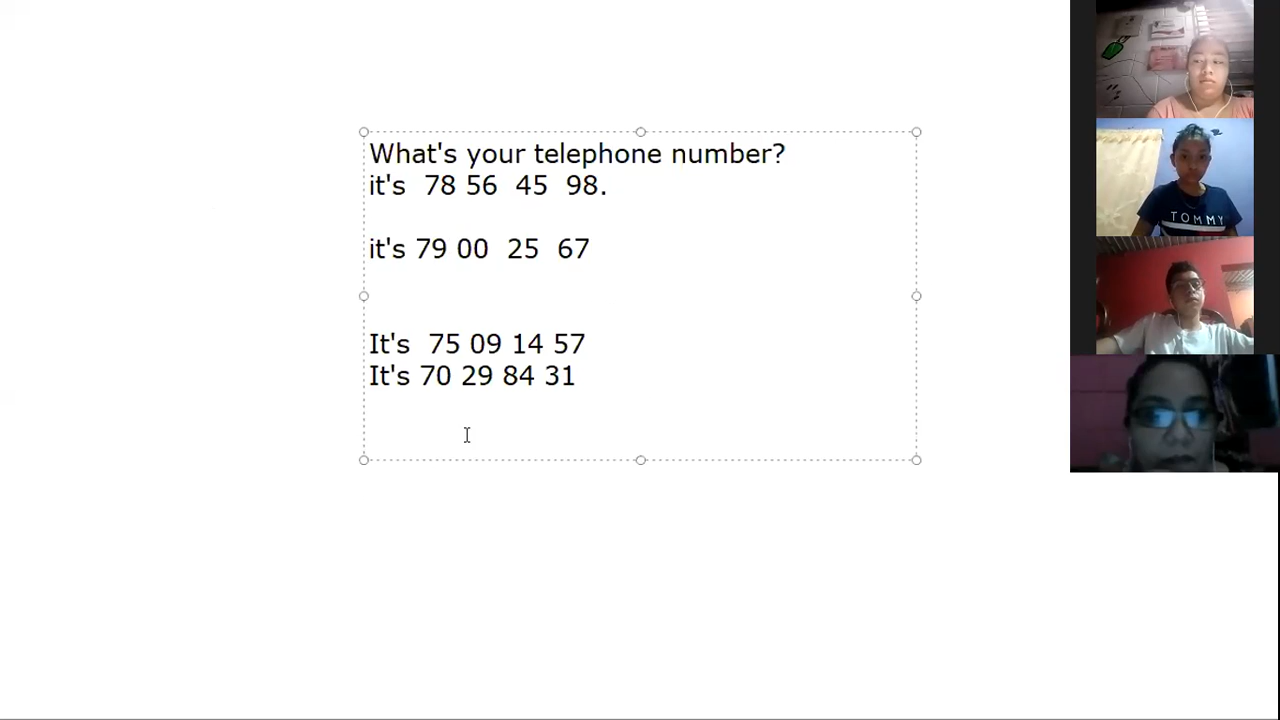 What's your telephone number?
it's  78 56  45  98.
it's 79 00  25  67
It's  75 09 14 57
It's 70 29 84 31
TOMMY